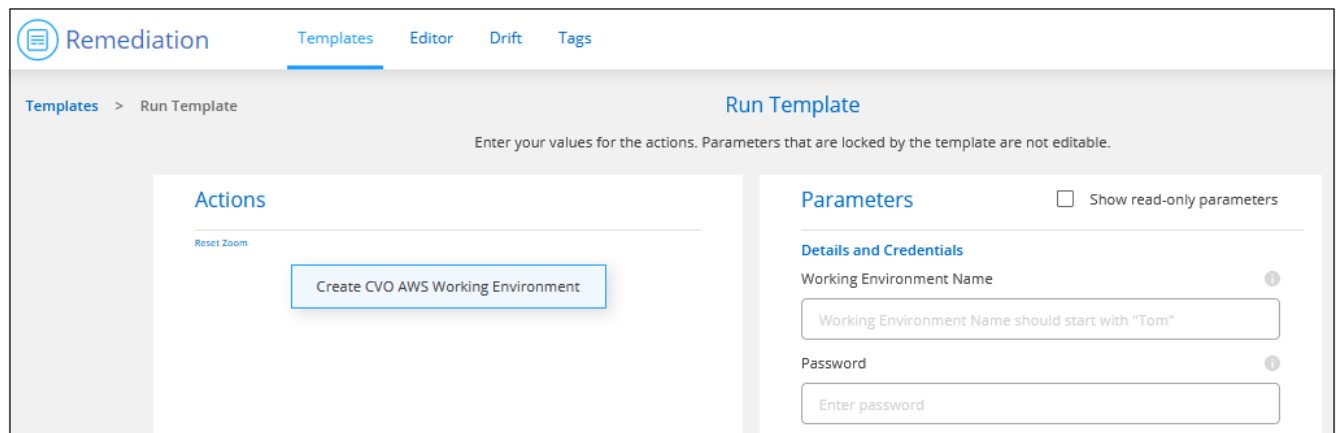 Remediation
Templates Editor Drift Tags
Templates > Run Template
Run Template
Enter your values for the actions. Parameters that are locked by the template are not editable.
Actions
Reset Zoom
Create CVO AWS Working Environment
Parameters
Show read-only parameters
Details and Credentials
Working Environment Name
Working Environment Name should start with "Tom"
Password
Enter password